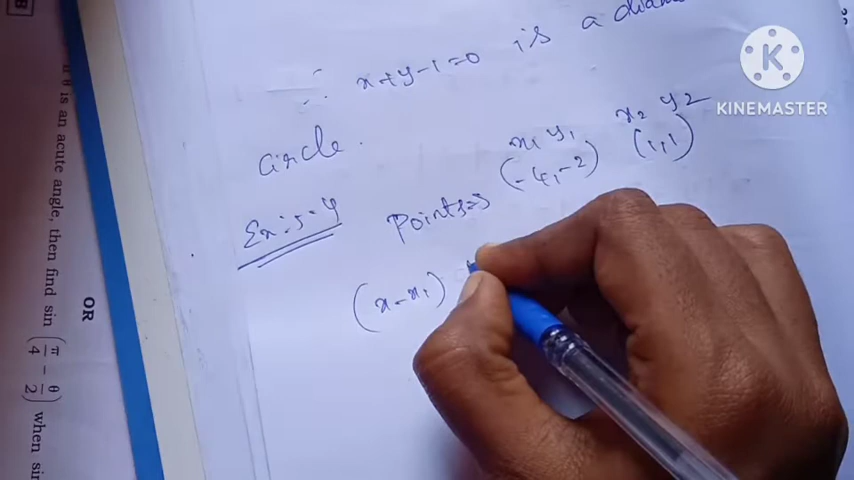 ∴ x+y-1=0 is a
circle.
x₁ y₁ x₂ y₂
Ex: 5.4 Points= (-4,-2) (1,1)
(x-x₁)
K
KINEMASTER
θ is an acute angle, then find sin (π/4 - θ/2) when sin
OR